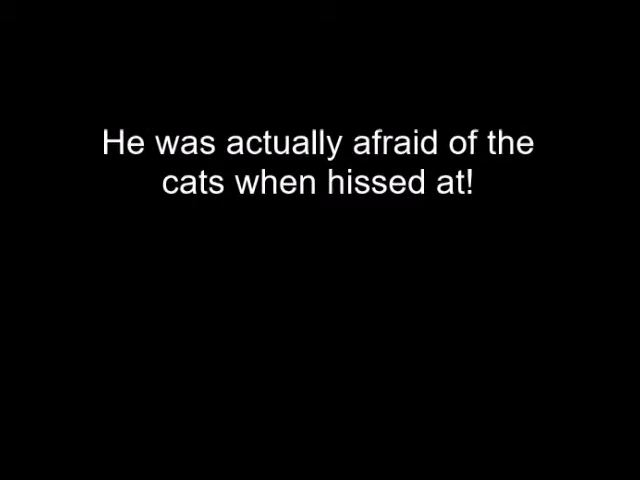 He was actually afraid of the
cats when hissed at!